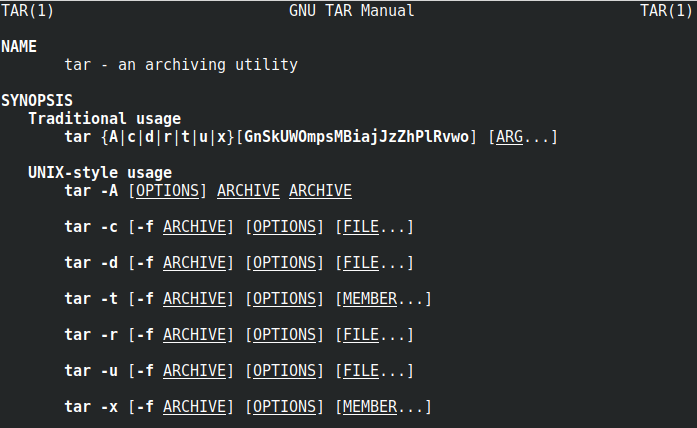 TAR(1) GNU TAR Manual TAR(1)
NAME
tar - an archiving utility
SYNOPSIS
Traditional usage
tar {A|c|d|r|t|u|x}[GnSkUWOmpsMBiajJzZhPlRvwo] [ARG...]
UNIX-style usage
tar -A [OPTIONS] ARCHIVE ARCHIVE
tar -c [-f ARCHIVE] [OPTIONS] [FILE...]
tar -d [-f ARCHIVE] [OPTIONS] [FILE...]
tar -t [-f ARCHIVE] [OPTIONS] [MEMBER...]
tar -r [-f ARCHIVE] [OPTIONS] [FILE...]
tar -u [-f ARCHIVE] [OPTIONS] [FILE...]
tar -x [-f ARCHIVE] [OPTIONS] [MEMBER...]